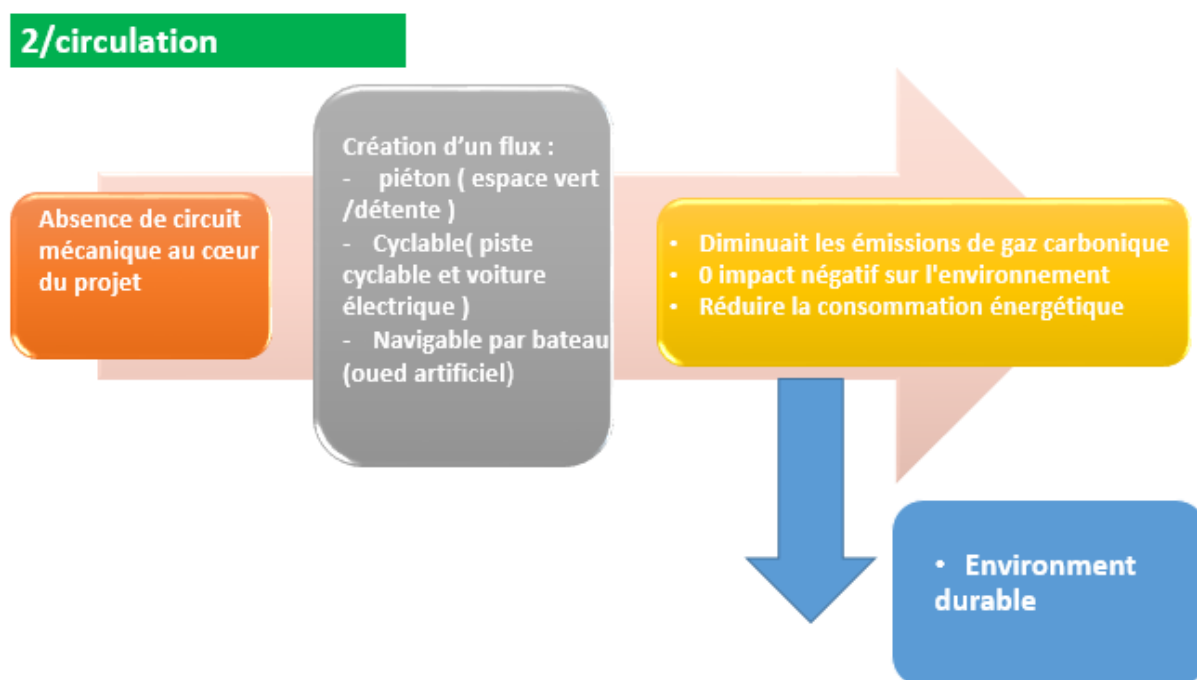 2/circulation
Absence de circuit
mécanique au cœur
du projet
Création d'un flux :
- piéton ( espace vert
/détente )
- Cyclable( piste
cyclable et voiture
électrique )
- Navigable par bateau
(oued artificiel)
• Diminuait les émissions de gaz carbonique
• 0 impact négatif sur l'environnement
• Réduire la consommation énergétique
• Environment
durable